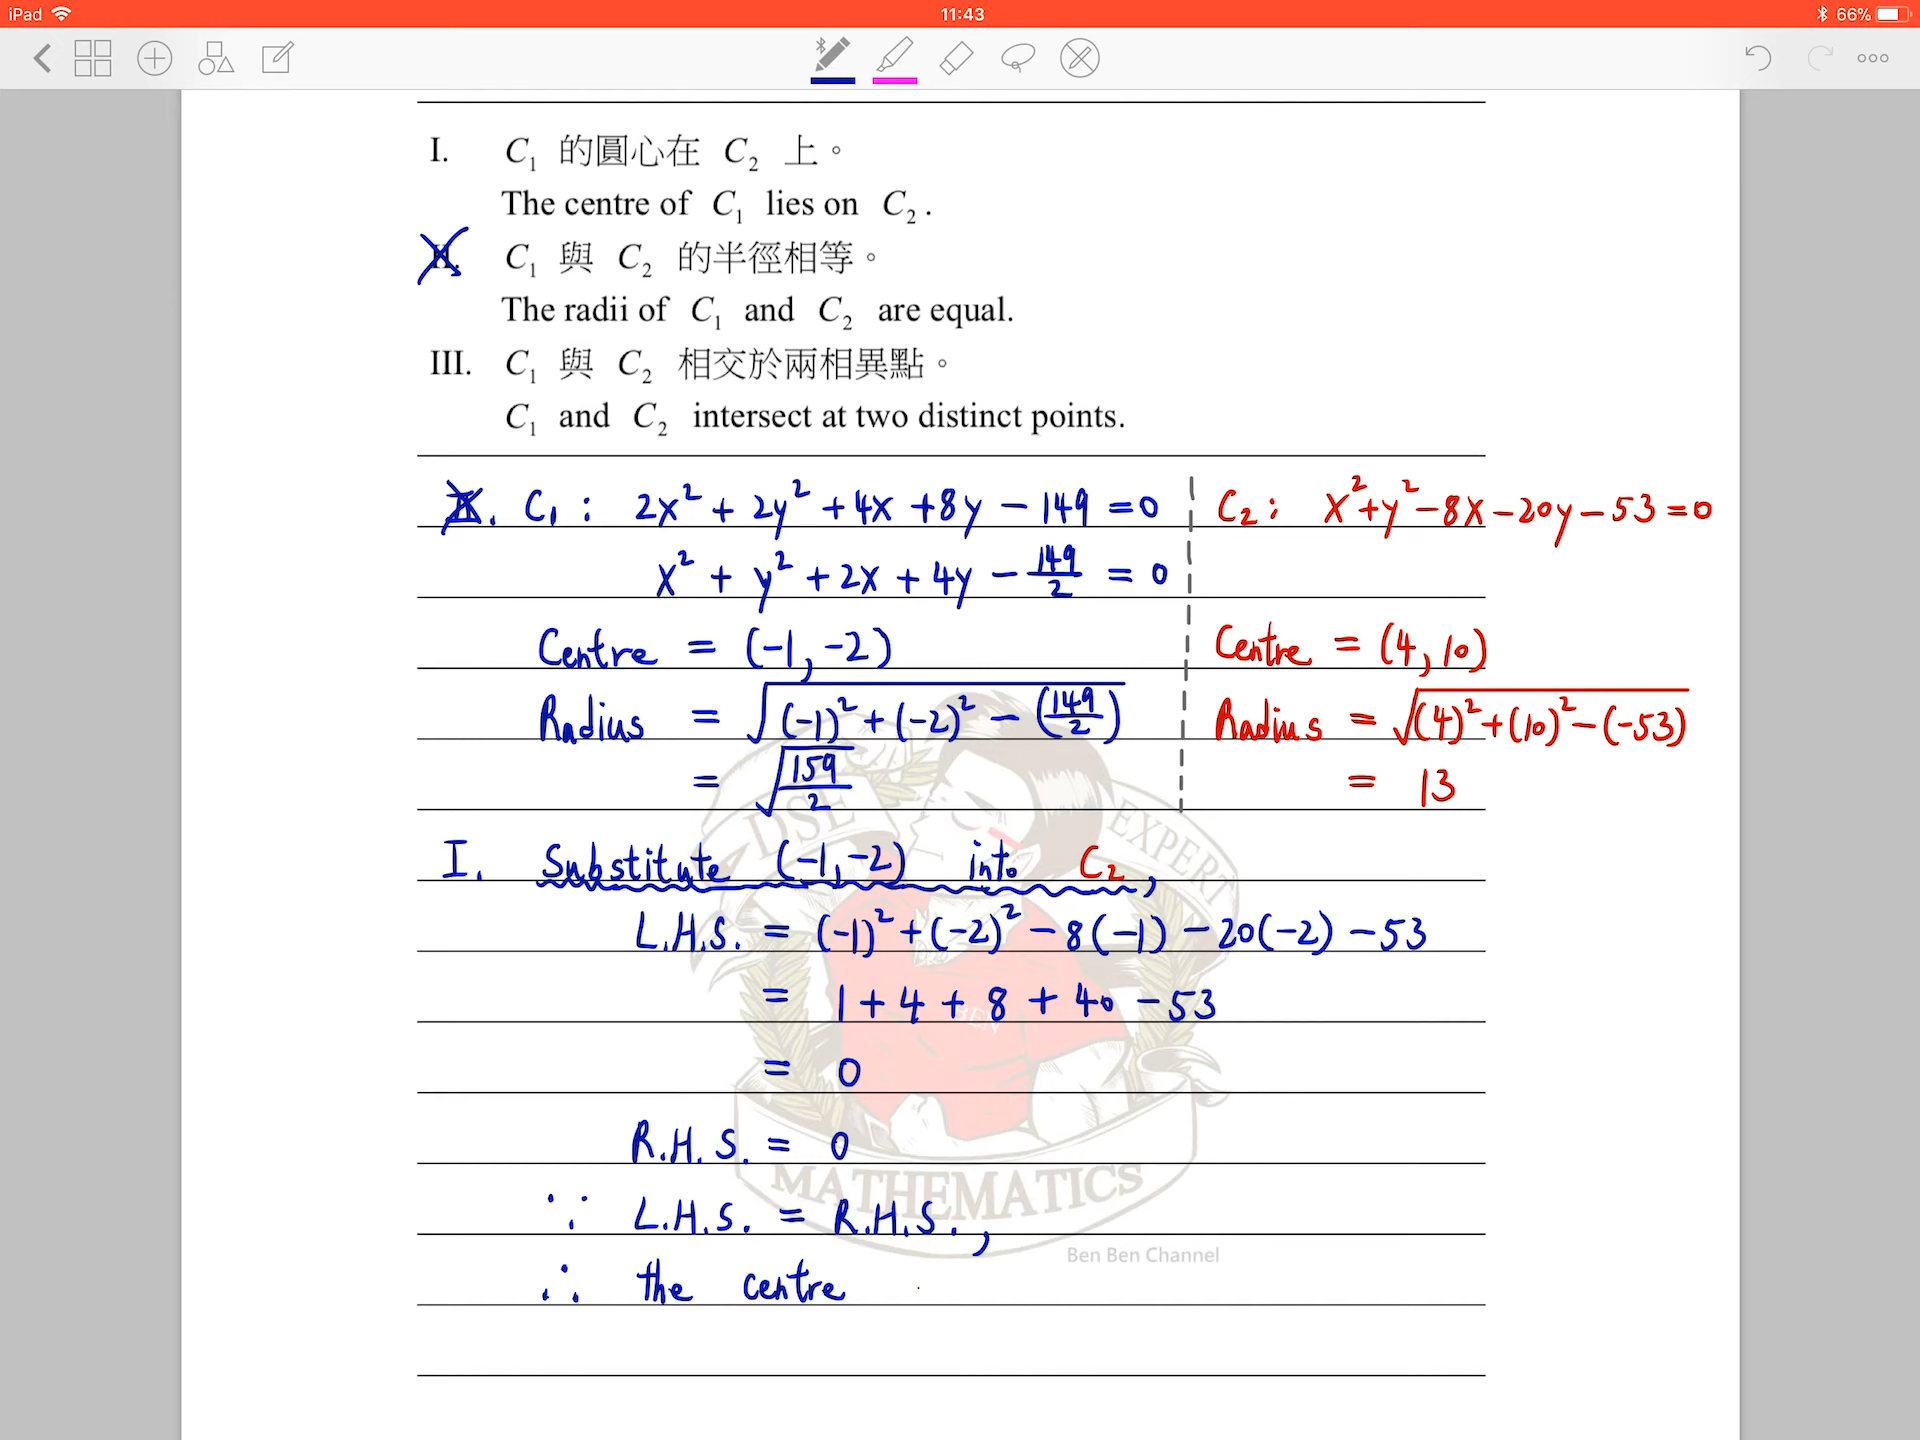 iPad 11:43 66%
I. C₁ 的圓心在 C₂ 上。
The centre of C₁ lies on C₂.
II. C₁ 與 C₂ 的半徑相等。
The radii of C₁ and C₂ are equal.
III. C₁ 與 C₂ 相交於兩相異點。
C₁ and C₂ intersect at two distinct points.
II. C₁ : 2x² + 2y² + 4x + 8y − 149 = 0
x² + y² + 2x + 4y − 149/2 = 0
Centre = (−1, −2)
Radius = √((−1)² + (−2)² − (149/2))
= √(159/2)
C₂ : x² + y² − 8x − 20y − 53 = 0
Centre = (4, 10)
Radius = √((4)² + (10)² − (−53))
= 13
I. Substitute (−1, −2) into C₂,
L.H.S. = (−1)² + (−2)² − 8(−1) − 20(−2) − 53
= 1 + 4 + 8 + 40 − 53
= 0
R.H.S. = 0
∵ L.H.S. = R.H.S.,
∴ the centre
DSE EXPERT
BEN
MATHEMATICS
Ben Ben Channel